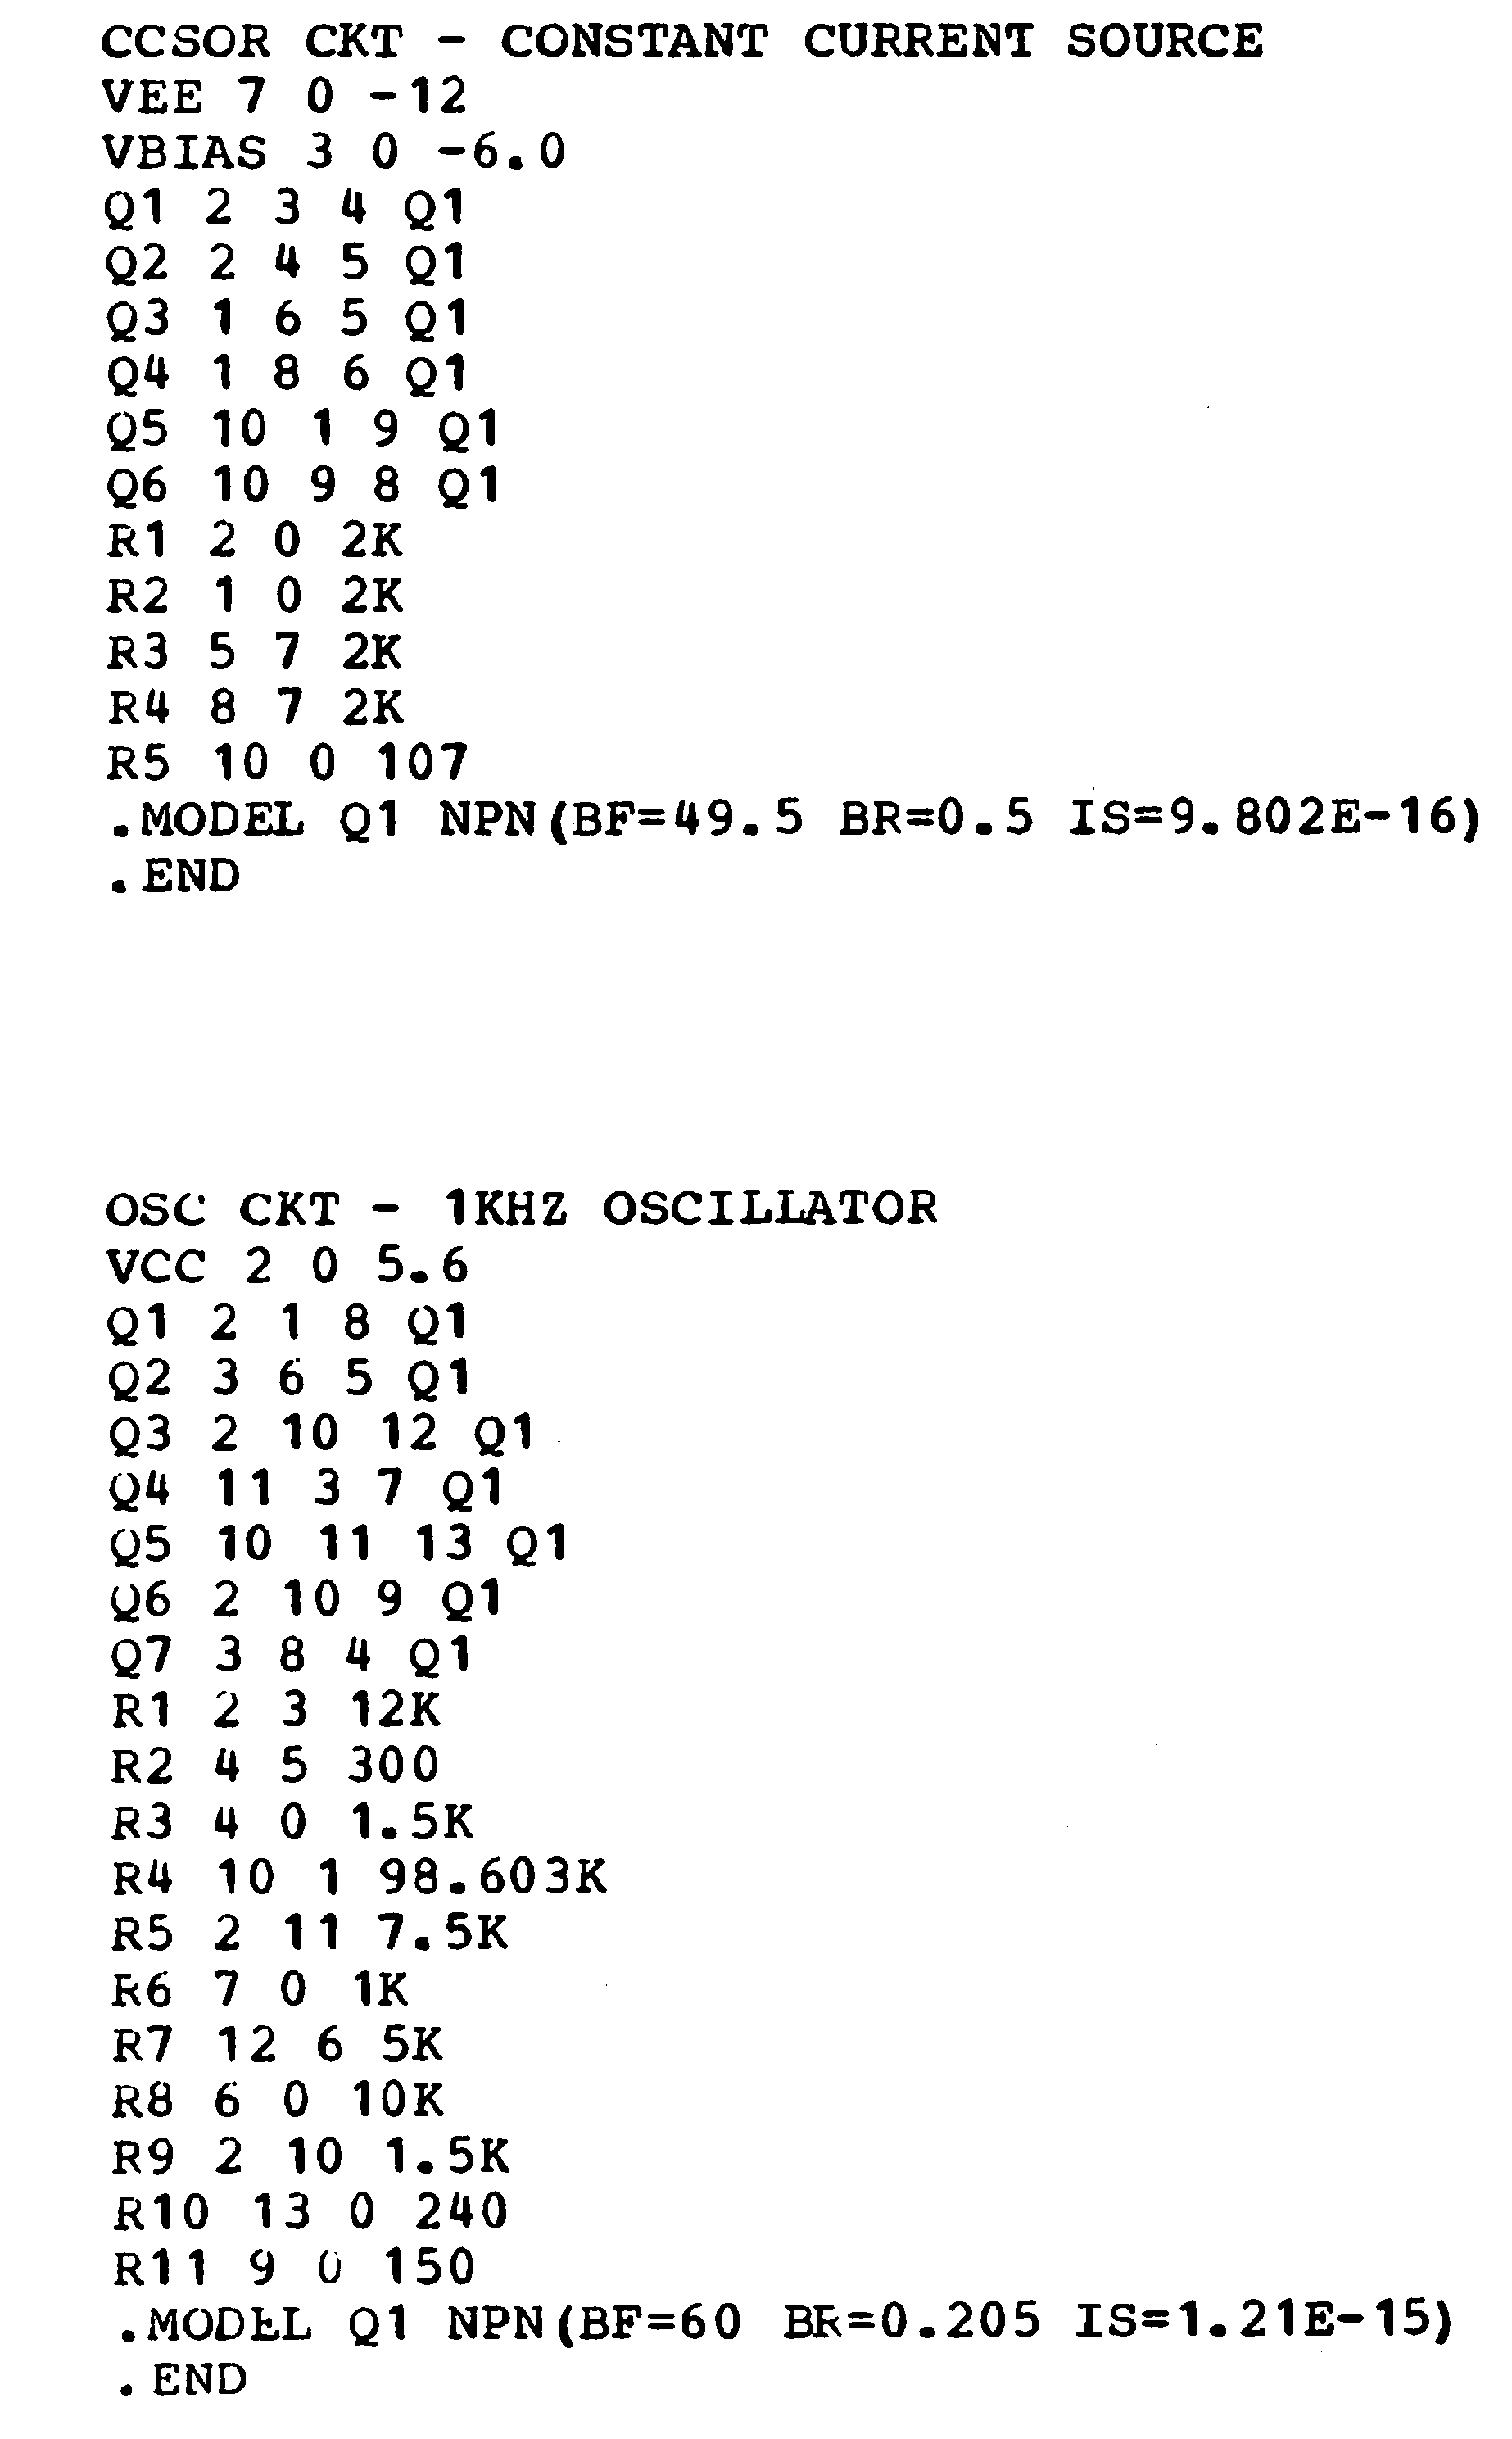 CCSOR CKT - CONSTANT CURRENT SOURCE
VEE 7 0 -12
VBIAS 3 0 -6.0
Q1 2 3 4 Q1
Q2 2 4 5 Q1
Q3 1 6 5 Q1
Q4 1 8 6 Q1
Q5 10 1 9 Q1
Q6 10 9 8 Q1
R1 2 0 2K
R2 1 0 2K
R3 5 7 2K
R4 8 7 2K
R5 10 0 107
.MODEL Q1 NPN(BF=49.5 BR=0.5 IS=9.802E-16)
.END
OSC CKT - 1KHZ OSCILLATOR
VCC 2 0 5.6
Q1 2 1 8 Q1
Q2 3 6 5 Q1
Q3 2 10 12 Q1
Q4 11 3 7 Q1
Q5 10 11 13 Q1
Q6 2 10 9 Q1
Q7 3 8 4 Q1
R1 2 3 12K
R2 4 5 300
R3 4 0 1.5K
R4 10 1 98.603K
R5 2 11 7.5K
R6 7 0 1K
R7 12 6 5K
R8 6 0 10K
R9 2 10 1.5K
R10 13 0 240
R11 9 0 150
.MODEL Q1 NPN(BF=60 BR=0.205 IS=1.21E-15)
.END